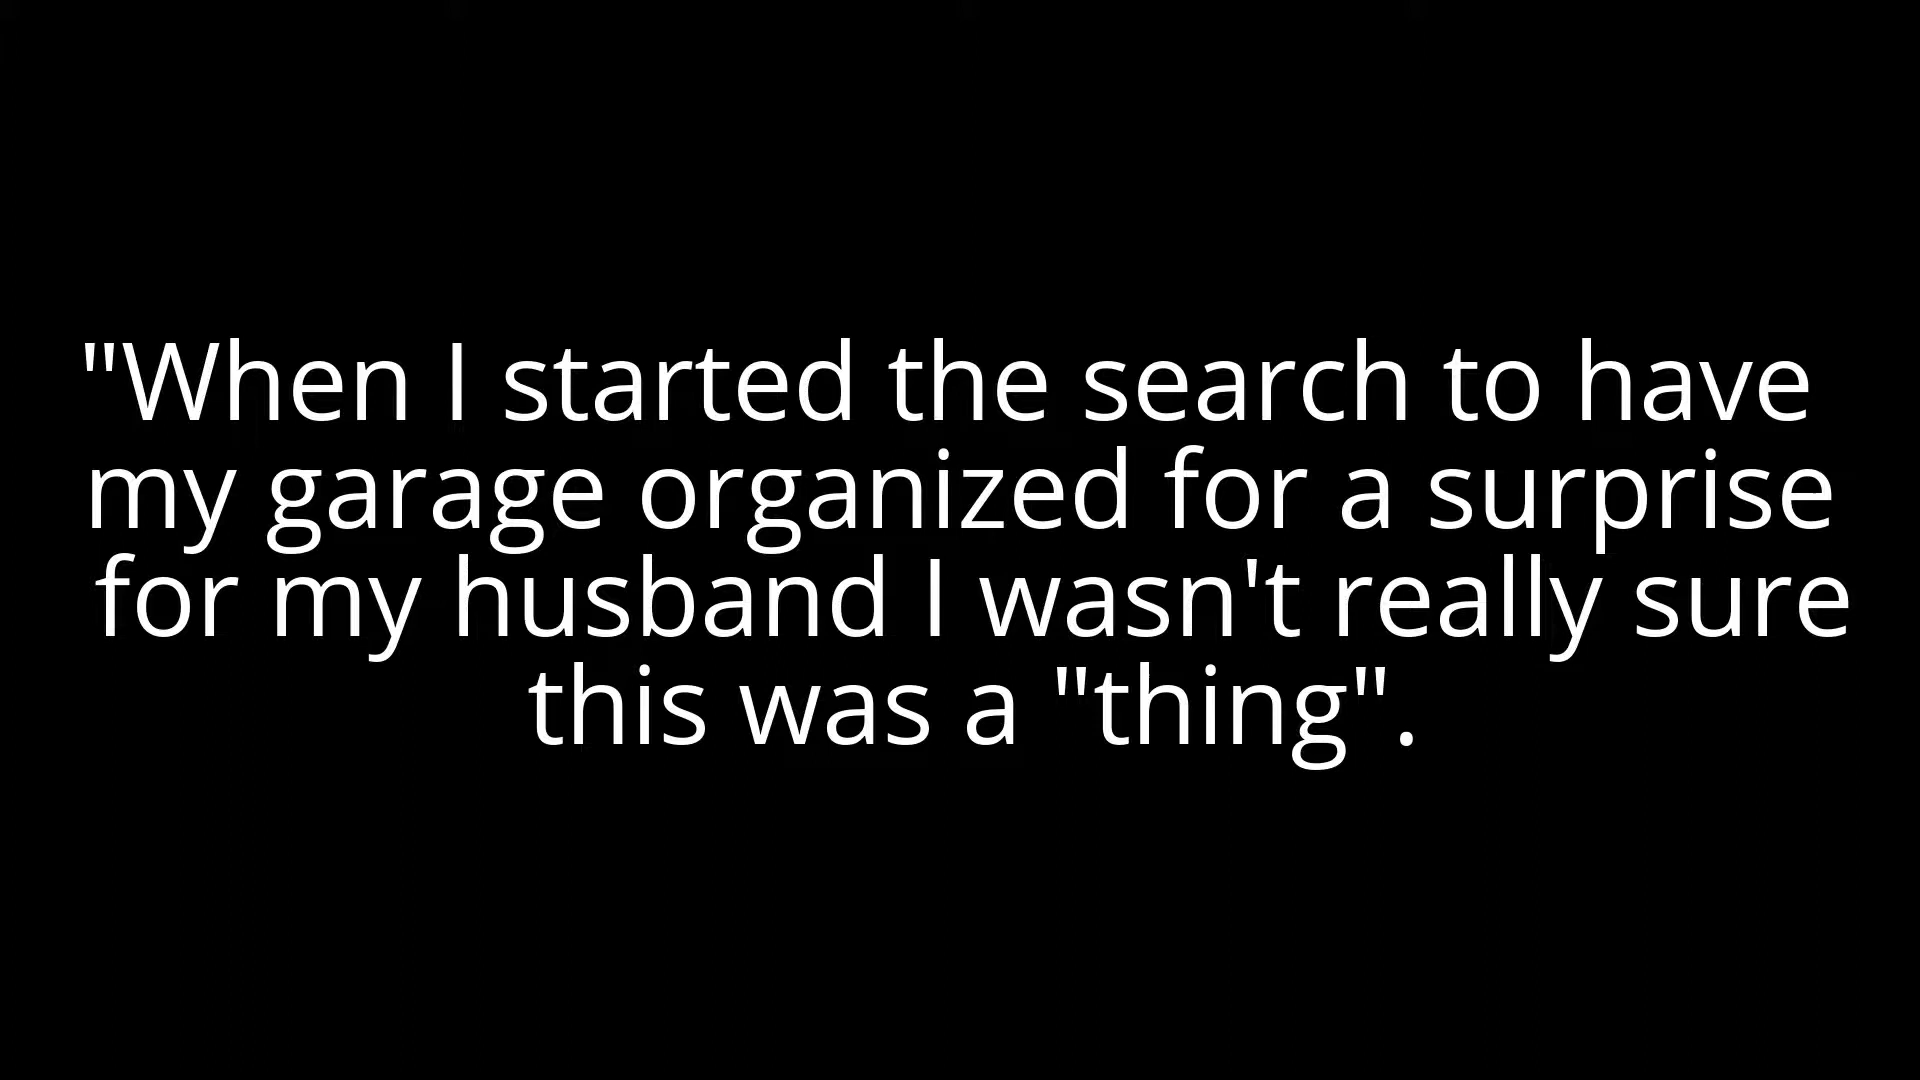 "When I started the search to have
my garage organized for a surprise
for my husband I wasn't really sure
this was a "thing".